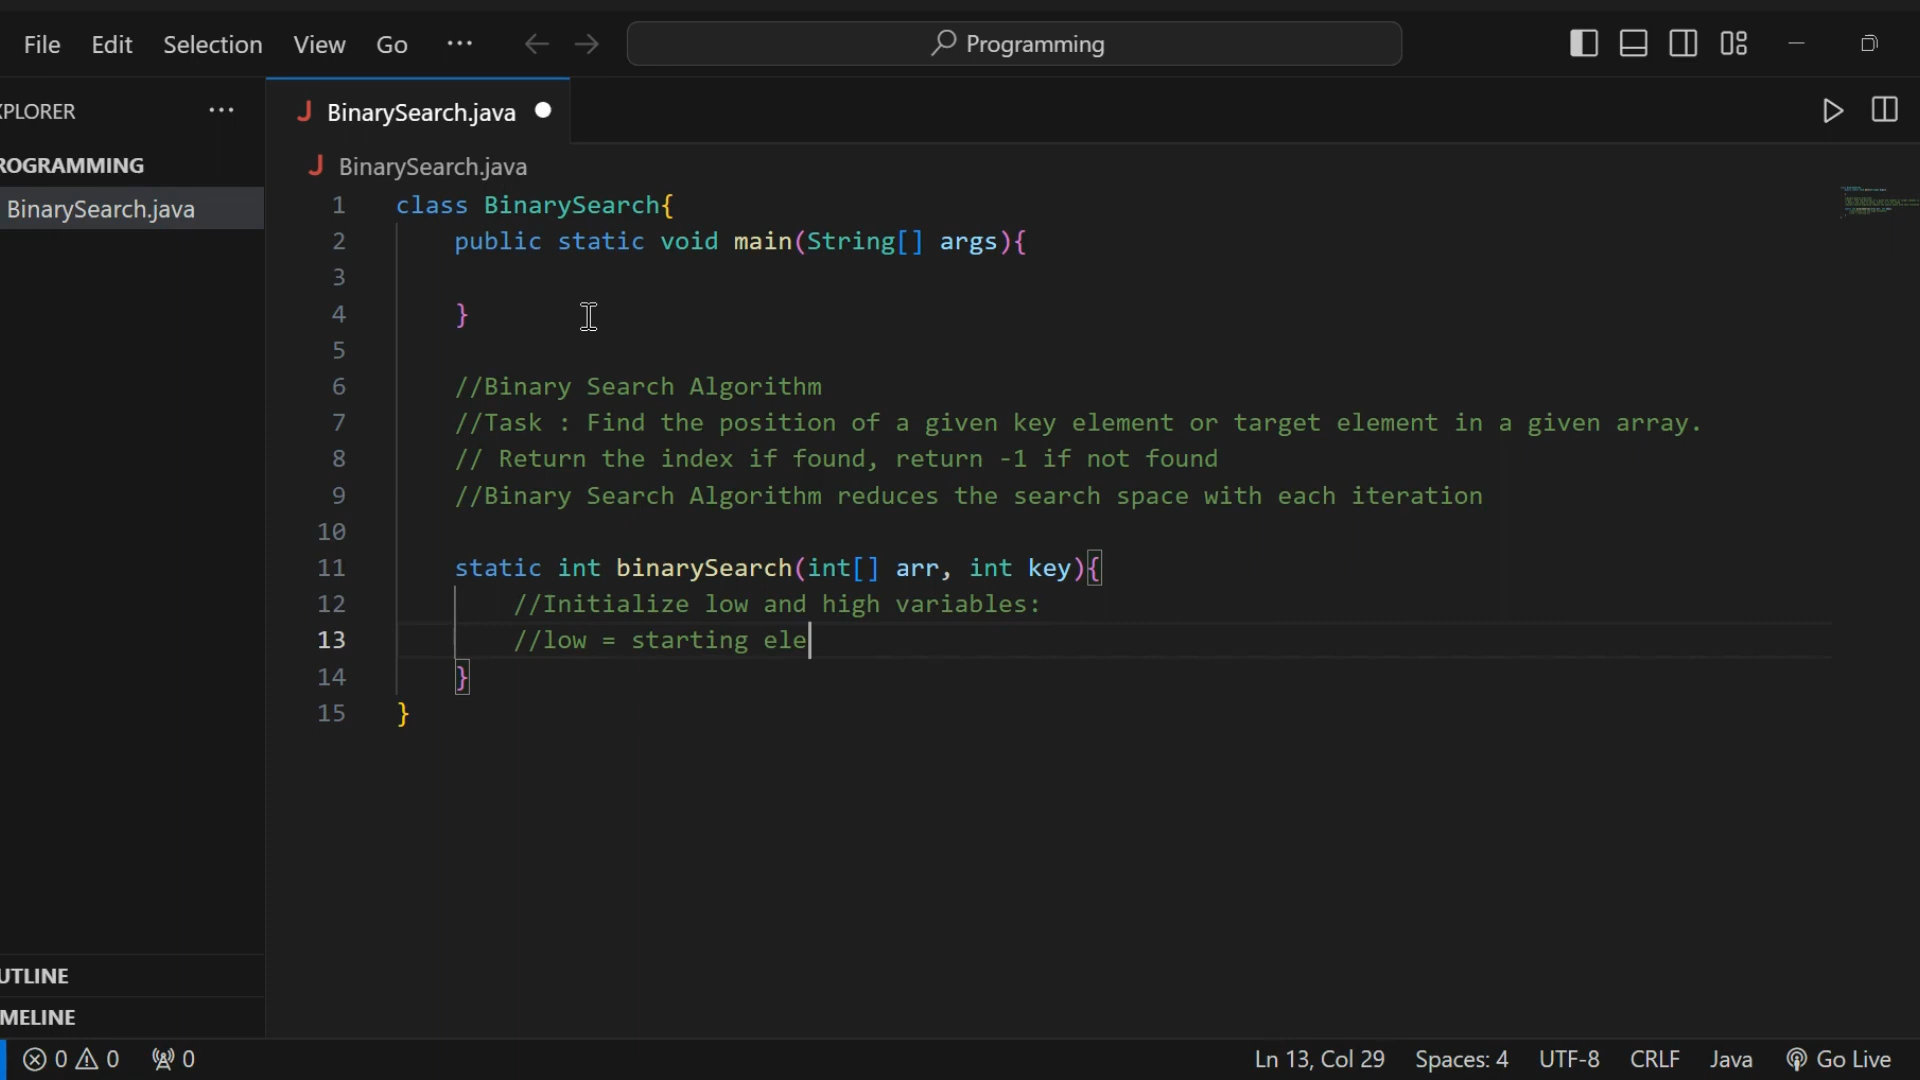 File Edit Selection View Go ··· Programming
XPLORER ···
BinarySearch.java
ROGRAMMING
BinarySearch.java
BinarySearch.java
1 class BinarySearch{
2 public static void main(String[] args){
3
4 }
5
6 //Binary Search Algorithm
7 //Task : Find the position of a given key element or target element in a given array.
8 // Return the index if found, return -1 if not found
9 //Binary Search Algorithm reduces the search space with each iteration
10
11 static int binarySearch(int[] arr, int key){
12 //Initialize low and high variables:
13 //low = starting ele
14 }
15 }
UTLINE
MELINE
0 0 0 Ln 13, Col 29 Spaces: 4 UTF-8 CRLF Java Go Live